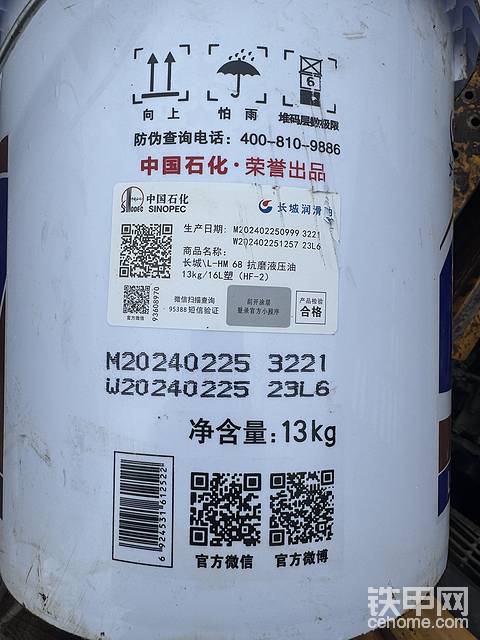 6
向上
怕雨
堆码层数极限
防伪查询电话：400-810-9886
中国石化·荣誉出品
中国石化
SINOPEC
长城润滑油
生产日期：M202402250999 3221
W202402251257 23L6
商品名称：
长城\L-HM 68 抗磨液压油
13kg/16L塑（HF-2）
微信扫描查询
95388短信验证
刮开涂层
登录官方小程序
产品检验
合格
官方微信
93608970
M20240225 3221
W20240225 23L6
净含量：13kg
6 924531 612522
官方微信
官方微博
铁甲网
cehome.com